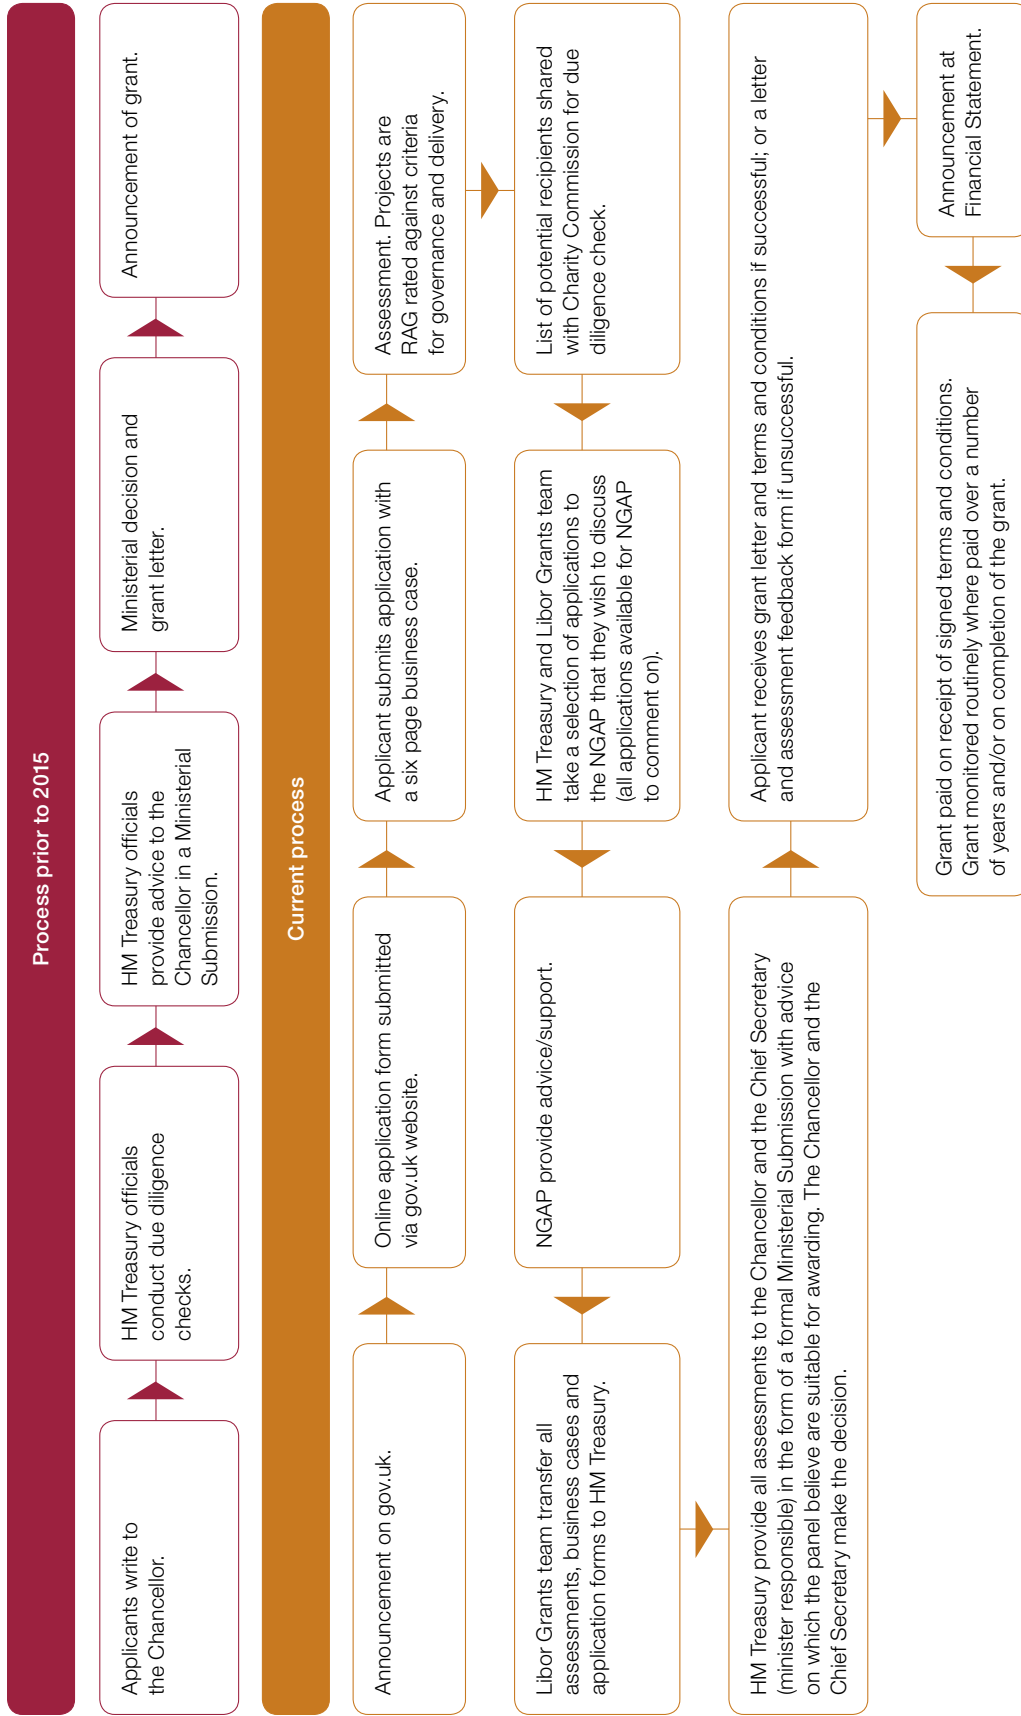 Process prior to 2015
Applicants write to
the Chancellor.
HM Treasury officials
conduct due diligence
checks.
HM Treasury officials
provide advice to the
Chancellor in a Ministerial
Submission.
Ministerial decision and
grant letter.
Announcement of grant.
Current process
Announcement on gov.uk.
Online application form submitted
via gov.uk website.
Applicant submits application with
a six page business case.
Assessment. Projects are
RAG rated against criteria
for governance and delivery.
List of potential recipients shared
with Charity Commission for due
diligence check.
HM Treasury and Libor Grants team
take a selection of applications to
the NGAP that they wish to discuss
(all applications available for NGAP
to comment on).
NGAP provide advice/support.
Libor Grants team transfer all
assessments, business cases and
application forms to HM Treasury.
HM Treasury provide all assessments to the Chancellor and the Chief Secretary
(minister responsible) in the form of a formal Ministerial Submission with advice
on which the panel believe are suitable for awarding. The Chancellor and the
Chief Secretary make the decision.
Applicant receives grant letter and terms and conditions if successful; or a letter
and assessment feedback form if unsuccessful.
Announcement at
Financial Statement.
Grant paid on receipt of signed terms and conditions.
Grant monitored routinely where paid over a number
of years and/or on completion of the grant.